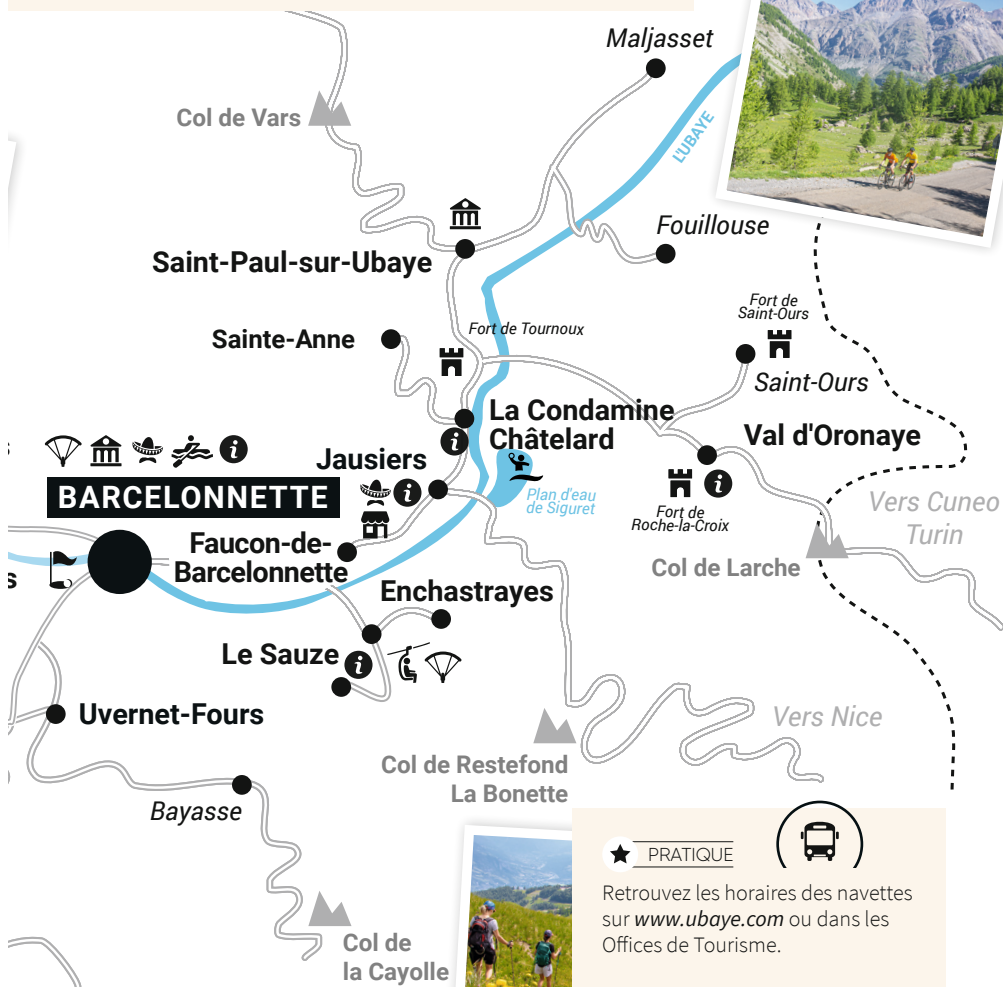 Maljasset
Col de Vars
L'UBAYE
Fouillouse
Saint-Paul-sur-Ubaye
Fort de
Saint-Ours
Sainte-Anne
Fort de Tournoux
Saint-Ours
La Condamine
Châtelard
Val d'Oronaye
Jausiers
BARCELONNETTE
Plan d'eau
de Siguret
Vers Cuneo
Turin
Fort de
Roche-la-Croix
Faucon-de-
Barcelonnette
Col de Larche
s
s
Enchastrayes
Le Sauze
Uvernet-Fours
Vers Nice
Col de Restefond
La Bonette
Bayasse
PRATIQUE
Retrouvez les horaires des navettes
sur www.ubaye.com ou dans les
Offices de Tourisme.
Col de
la Cayolle